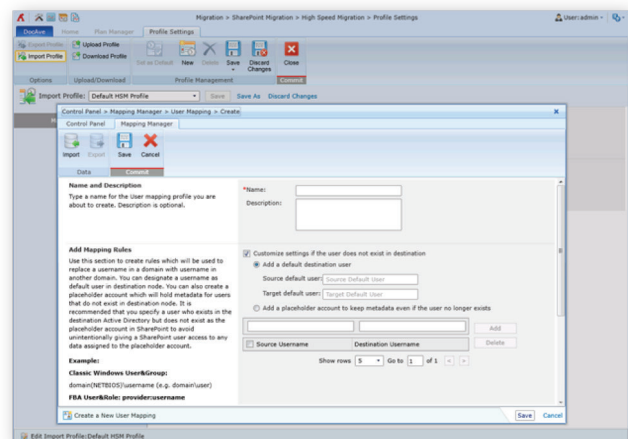 Migration > SharePoint Migration > High Speed Migration > Profile Settings
User:admin
DocAve Home Plan Manager Profile Settings
Export Profile Upload Profile
Import Profile Download Profile
Set as Default New Delete Save Discard Changes Close
Options Upload/Download Profile Management Commit
Import Profile: Default HSM Profile Save Save As Discard Changes
Control Panel > Mapping Manager > User Mapping > Create
Control Panel Mapping Manager
Import Export Save Cancel
Data Commit
Name and Description
Type a name for the User mapping profile you are
about to create. Description is optional.
*Name:
Description:
Add Mapping Rules
Use this section to create rules which will be used to
replace a username in a domain with username in
another domain. You can designate a username as
default user in destination node. You can also create a
placeholder account which will hold metadata for users
that do not exist in destination node. It is
recommended that you specify a user who exists in the
destination Active Directory but does not exist as the
placeholder account in SharePoint to avoid
unintentionally giving a SharePoint user access to any
data assigned to the placeholder account.
Example:
Classic Windows User&Group:
domain(NETBIOS)\username (e.g. domain\user)
FBA User&Role: provider:username
Customize settings if the user does not exist in destination
Add a default destination user
Source default user: Source Default User
Target default user: Target Default User
Add a placeholder account to keep metadata even if the user no longer exists
Add
Source Username Destination Username Delete
Show rows 5 Go to 1 of 1 < >
Create a New User Mapping Save Cancel
Edit Import Profile:Default HSM Profile